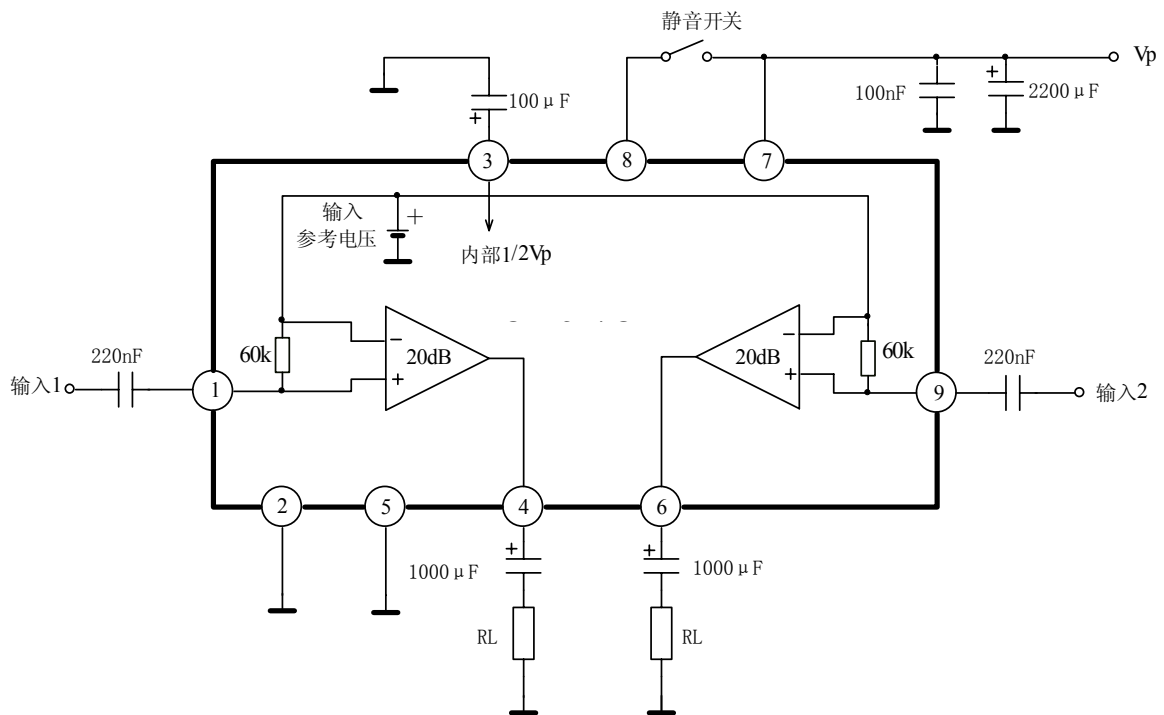 静音开关
Vp
100μF
100nF
2200μF
3
8
7
输入
参考电压
内部1/2Vp
60k
20dB
20dB
60k
220nF
220nF
输入1
1
9
输入2
2
5
4
6
1000μF
1000μF
RL
RL